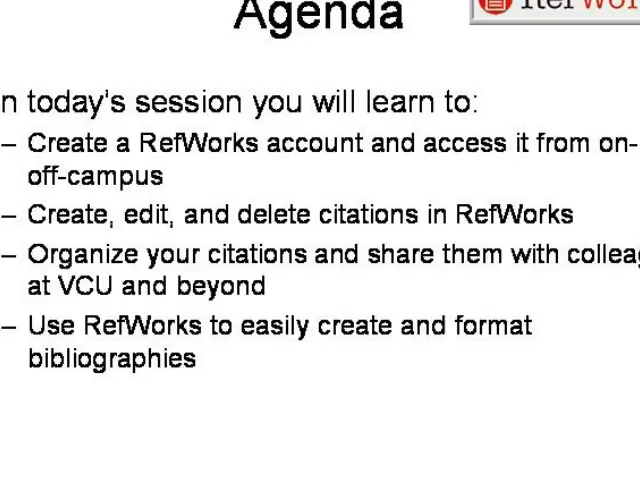 Agenda
n today's session you will learn to:
– Create a RefWorks account and access it from on-
off-campus
– Create, edit, and delete citations in RefWorks
– Organize your citations and share them with colleag
at VCU and beyond
– Use RefWorks to easily create and format
bibliographies